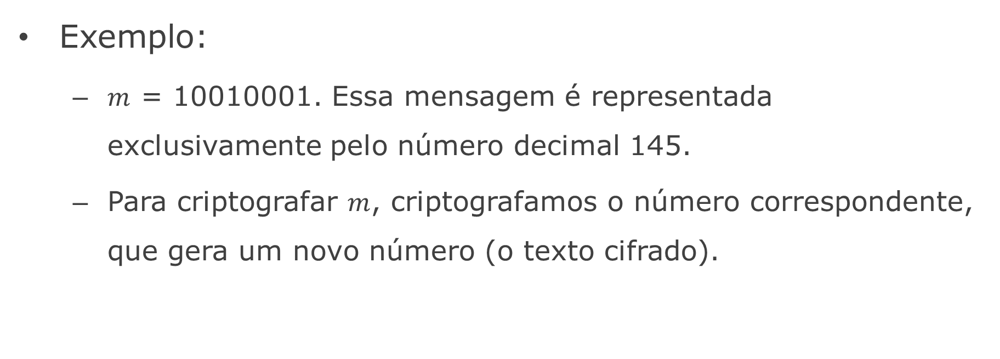 • Exemplo:
– 𝑚 = 10010001. Essa mensagem é representada
exclusivamente pelo número decimal 145.
– Para criptografar 𝑚, criptografamos o número correspondente,
que gera um novo número (o texto cifrado).